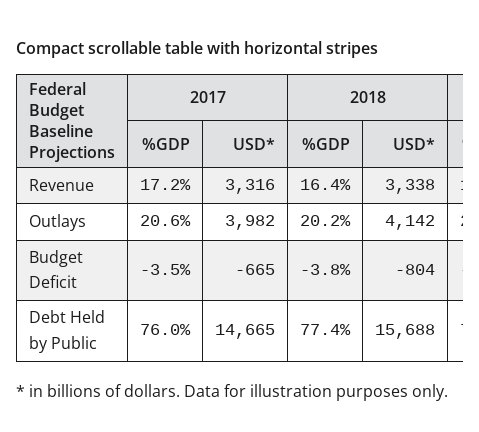 Compact scrollable table with horizontal stripes
Federal Budget Baseline Projections 2017 2018
%GDP USD* %GDP USD*
Revenue 17.2% 3,316 16.4% 3,338
Outlays 20.6% 3,982 20.2% 4,142
Budget Deficit -3.5% -665 -3.8% -804
Debt Held by Public 76.0% 14,665 77.4% 15,688
* in billions of dollars. Data for illustration purposes only.